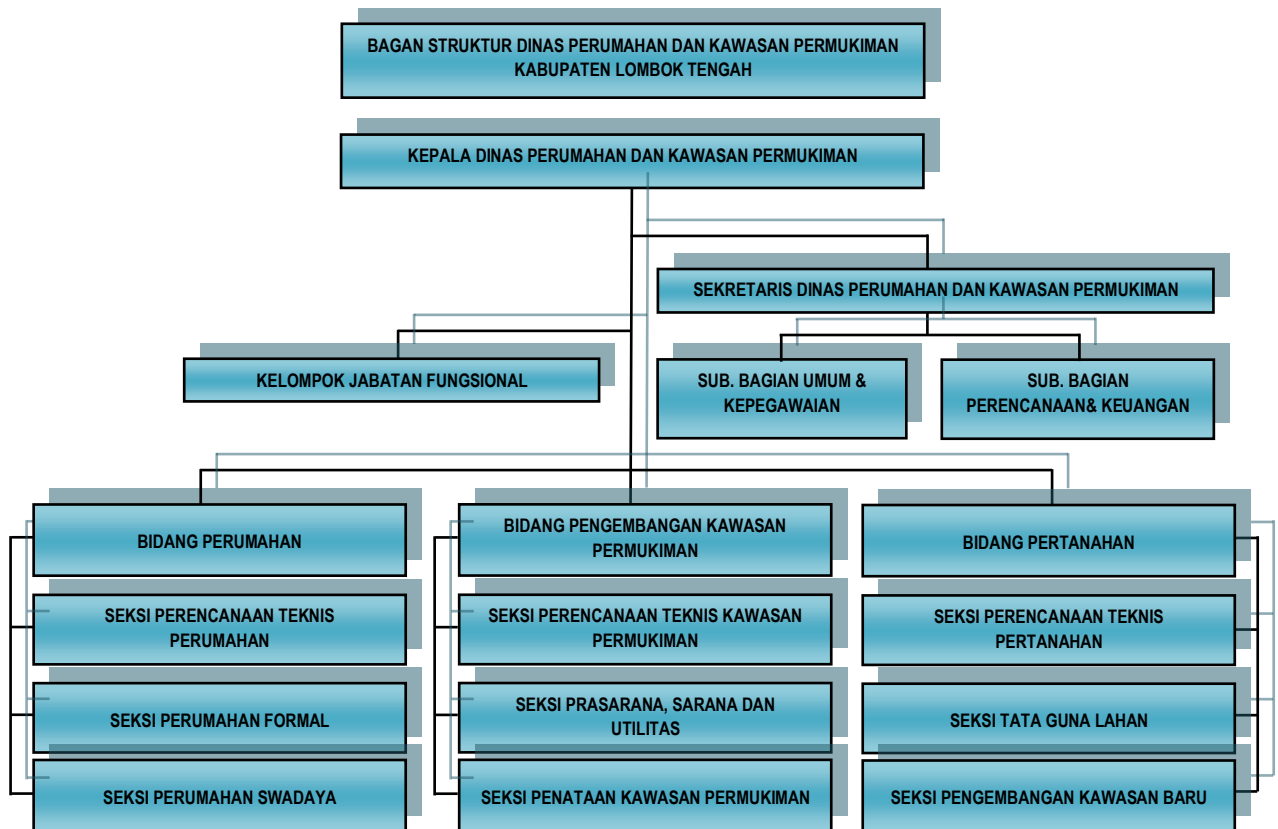 BAGAN STRUKTUR DINAS PERUMAHAN DAN KAWASAN PERMUKIMAN
KABUPATEN LOMBOK TENGAH
KEPALA DINAS PERUMAHAN DAN KAWASAN PERMUKIMAN
SEKRETARIS DINAS PERUMAHAN DAN KAWASAN PERMUKIMAN
KELOMPOK JABATAN FUNGSIONAL
SUB. BAGIAN UMUM &
KEPEGAWAIAN
SUB. BAGIAN
PERENCANAAN& KEUANGAN
BIDANG PERUMAHAN
SEKSI PERENCANAAN TEKNIS
PERUMAHAN
SEKSI PERUMAHAN FORMAL
SEKSI PERUMAHAN SWADAYA
BIDANG PENGEMBANGAN KAWASAN
PERMUKIMAN
SEKSI PERENCANAAN TEKNIS KAWASAN
PERMUKIMAN
SEKSI PRASARANA, SARANA DAN
UTILITAS
SEKSI PENATAAN KAWASAN PERMUKIMAN
BIDANG PERTANAHAN
SEKSI PERENCANAAN TEKNIS
PERTANAHAN
SEKSI TATA GUNA LAHAN
SEKSI PENGEMBANGAN KAWASAN BARU